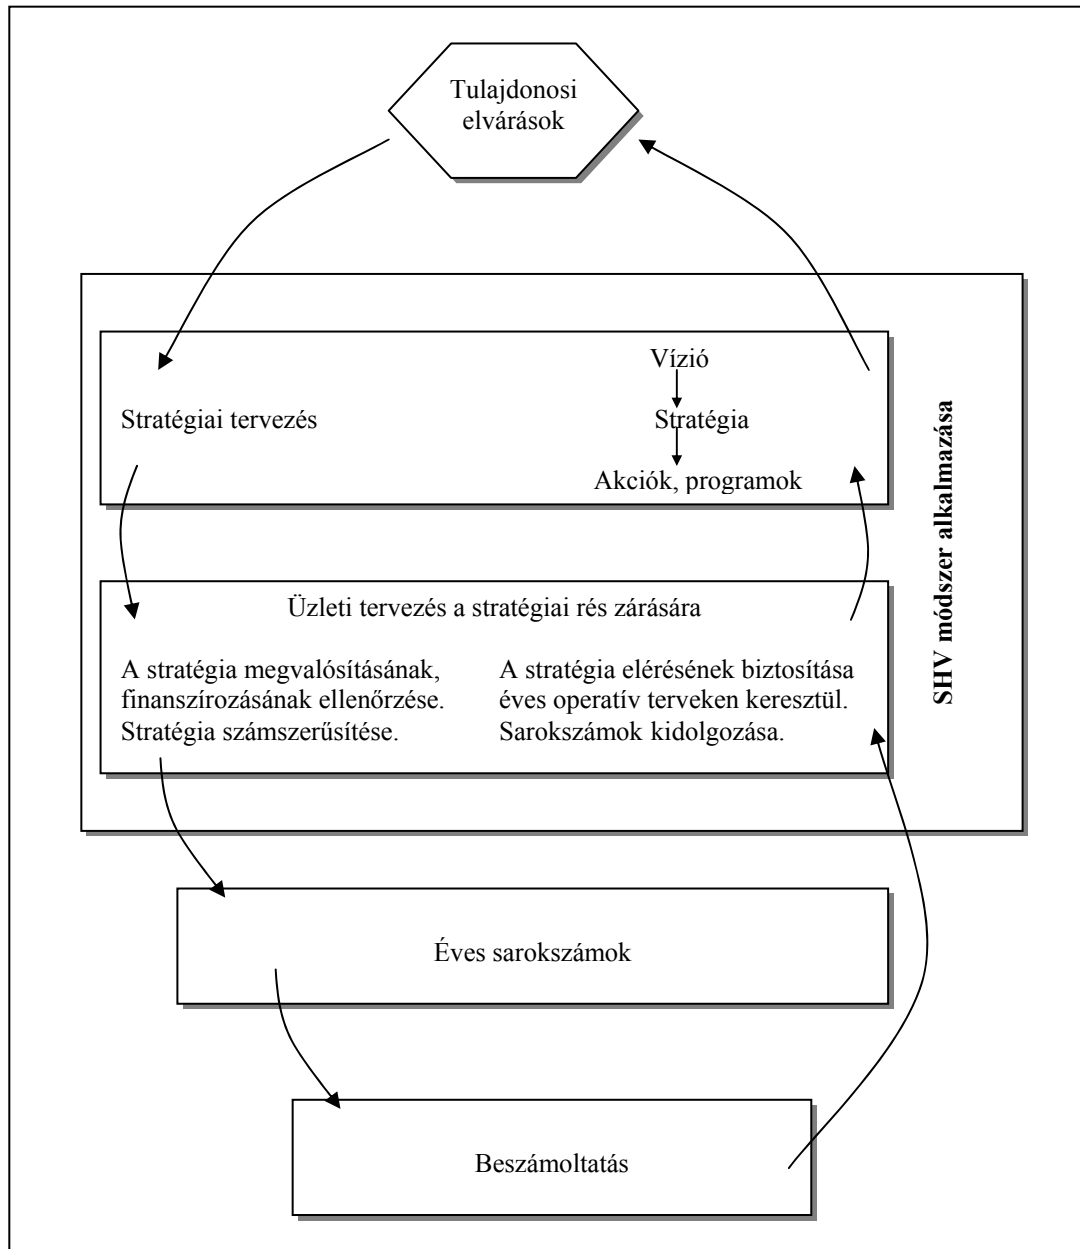 Tulajdonosi
elvárások
Vízió
Stratégiai tervezés
Stratégia
Akciók, programok
Üzleti tervezés a stratégiai rés zárására
A stratégia megvalósításának,
finanszírozásának ellenőrzése.
Stratégia számszerűsítése.
A stratégia elérésének biztosítása
éves operatív terveken keresztül.
Sarokszámok kidolgozása.
SHV módszer alkalmazása
Éves sarokszámok
Beszámoltatás